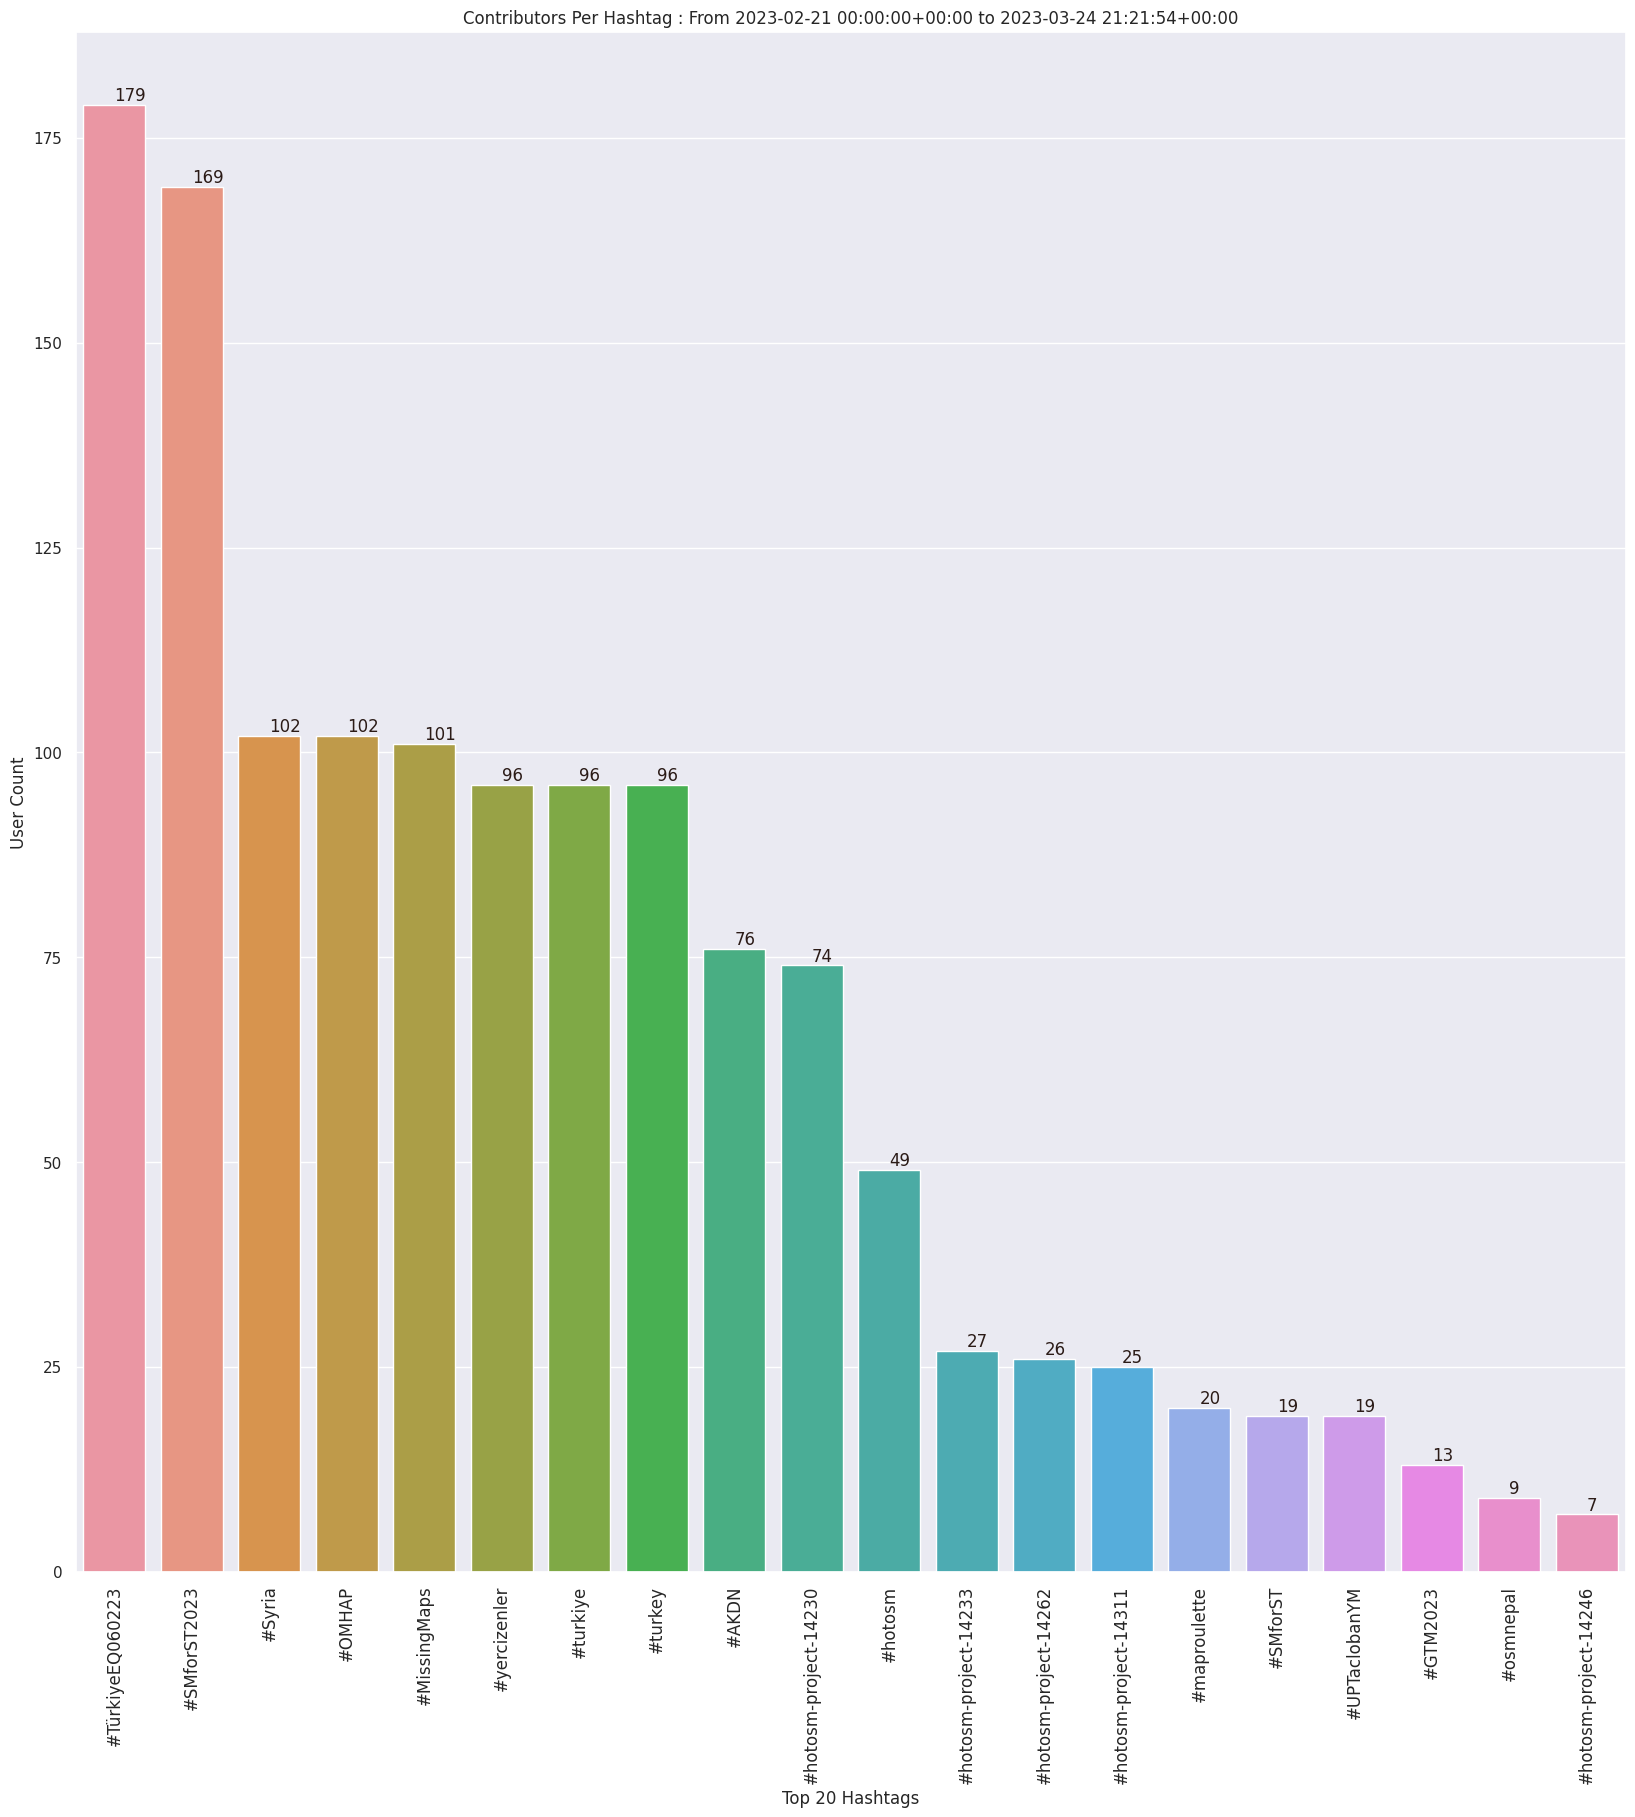 Contributors Per Hashtag : From 2023-02-21 00:00:00+00:00 to 2023-03-24 21:21:54+00:00
179
169
102
102
101
96
96
96
76
74
49
27
26
25
20
19
19
13
9
7
175
150
125
100
75
50
25
0
User Count
#TürkiyeEQ060223
#SMforST2023
#Syria
#OMHAP
#MissingMaps
#yercizenler
#turkiye
#turkey
#AKDN
#hotosm-project-14230
#hotosm
#hotosm-project-14233
#hotosm-project-14262
#hotosm-project-14311
#maproulette
#SMforST
#UPTaclobanYM
#GTM2023
#osmnepal
#hotosm-project-14246
Top 20 Hashtags